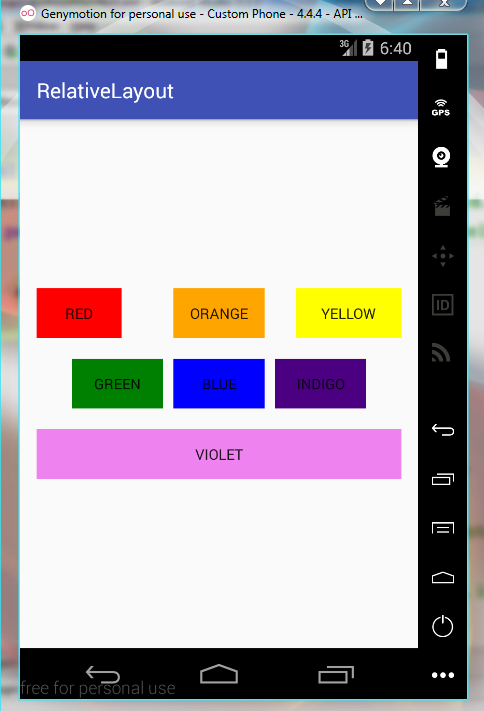 Genymotion for personal use - Custom Phone - 4.4.4 - API ...
3G 6:40
RelativeLayout
GPS
RED ORANGE YELLOW
ID
GREEN BLUE INDIGO
VIOLET
free for personal use